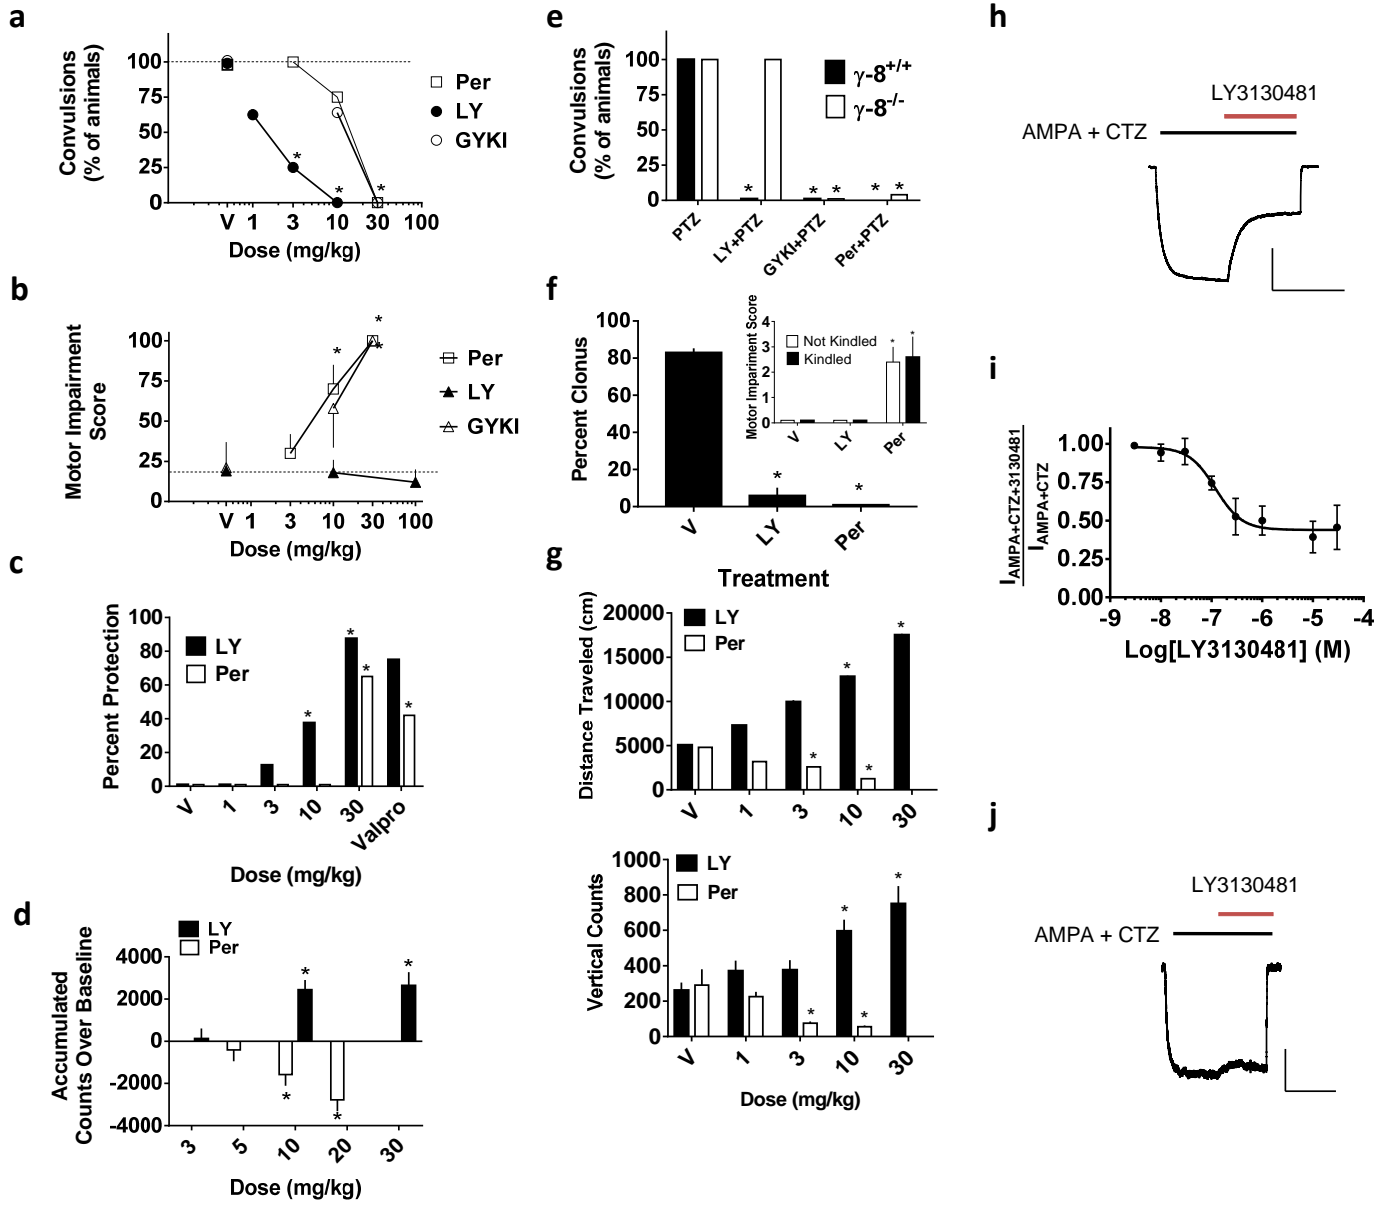 a
Convulsions
(% of animals)
100
75
50
25
0
V 1 3 10 30 100
Dose (mg/kg)
Per
LY
GYKI
*
*
*
b
Motor Impairment
Score
100
75
50
25
0
V 1 3 10 30 100
Dose (mg/kg)
Per
LY
GYKI
*
*
*
c
Percent Protection
100
80
60
40
20
0
LY
Per
*
*
*
*
V 1 3 10 30 Valpro
Dose (mg/kg)
d
Accumulated
Counts Over Baseline
LY
Per
4000
2000
0
-2000
-4000
*
*
*
*
3 5 10 20 30
Dose (mg/kg)
e
Convulsions
(% of animals)
100
75
50
25
0
γ-8+/+
γ-8-/-
* * * * *
PTZ LY+PTZ GYKI+PTZ Per+PTZ
f
Percent Clonus
100
80
60
40
20
0
*
*
V LY Per
Treatment
Motor Impariment Score
4
3
2
1
0
Not Kindled
Kindled
* *
V LY Per
g
Distance Traveled (cm)
20000
15000
10000
5000
0
LY
Per
*
*
*
*
V 1 3 10 30
Vertical Counts
1000
800
600
400
200
0
LY
Per
*
*
*
*
V 1 3 10 30
Dose (mg/kg)
h
LY3130481
AMPA + CTZ
i
IAMPA+CTZ+3130481
IAMPA+CTZ
1.00
0.75
0.50
0.25
0.00
-9 -8 -7 -6 -5 -4
Log[LY3130481] (M)
j
LY3130481
AMPA + CTZ